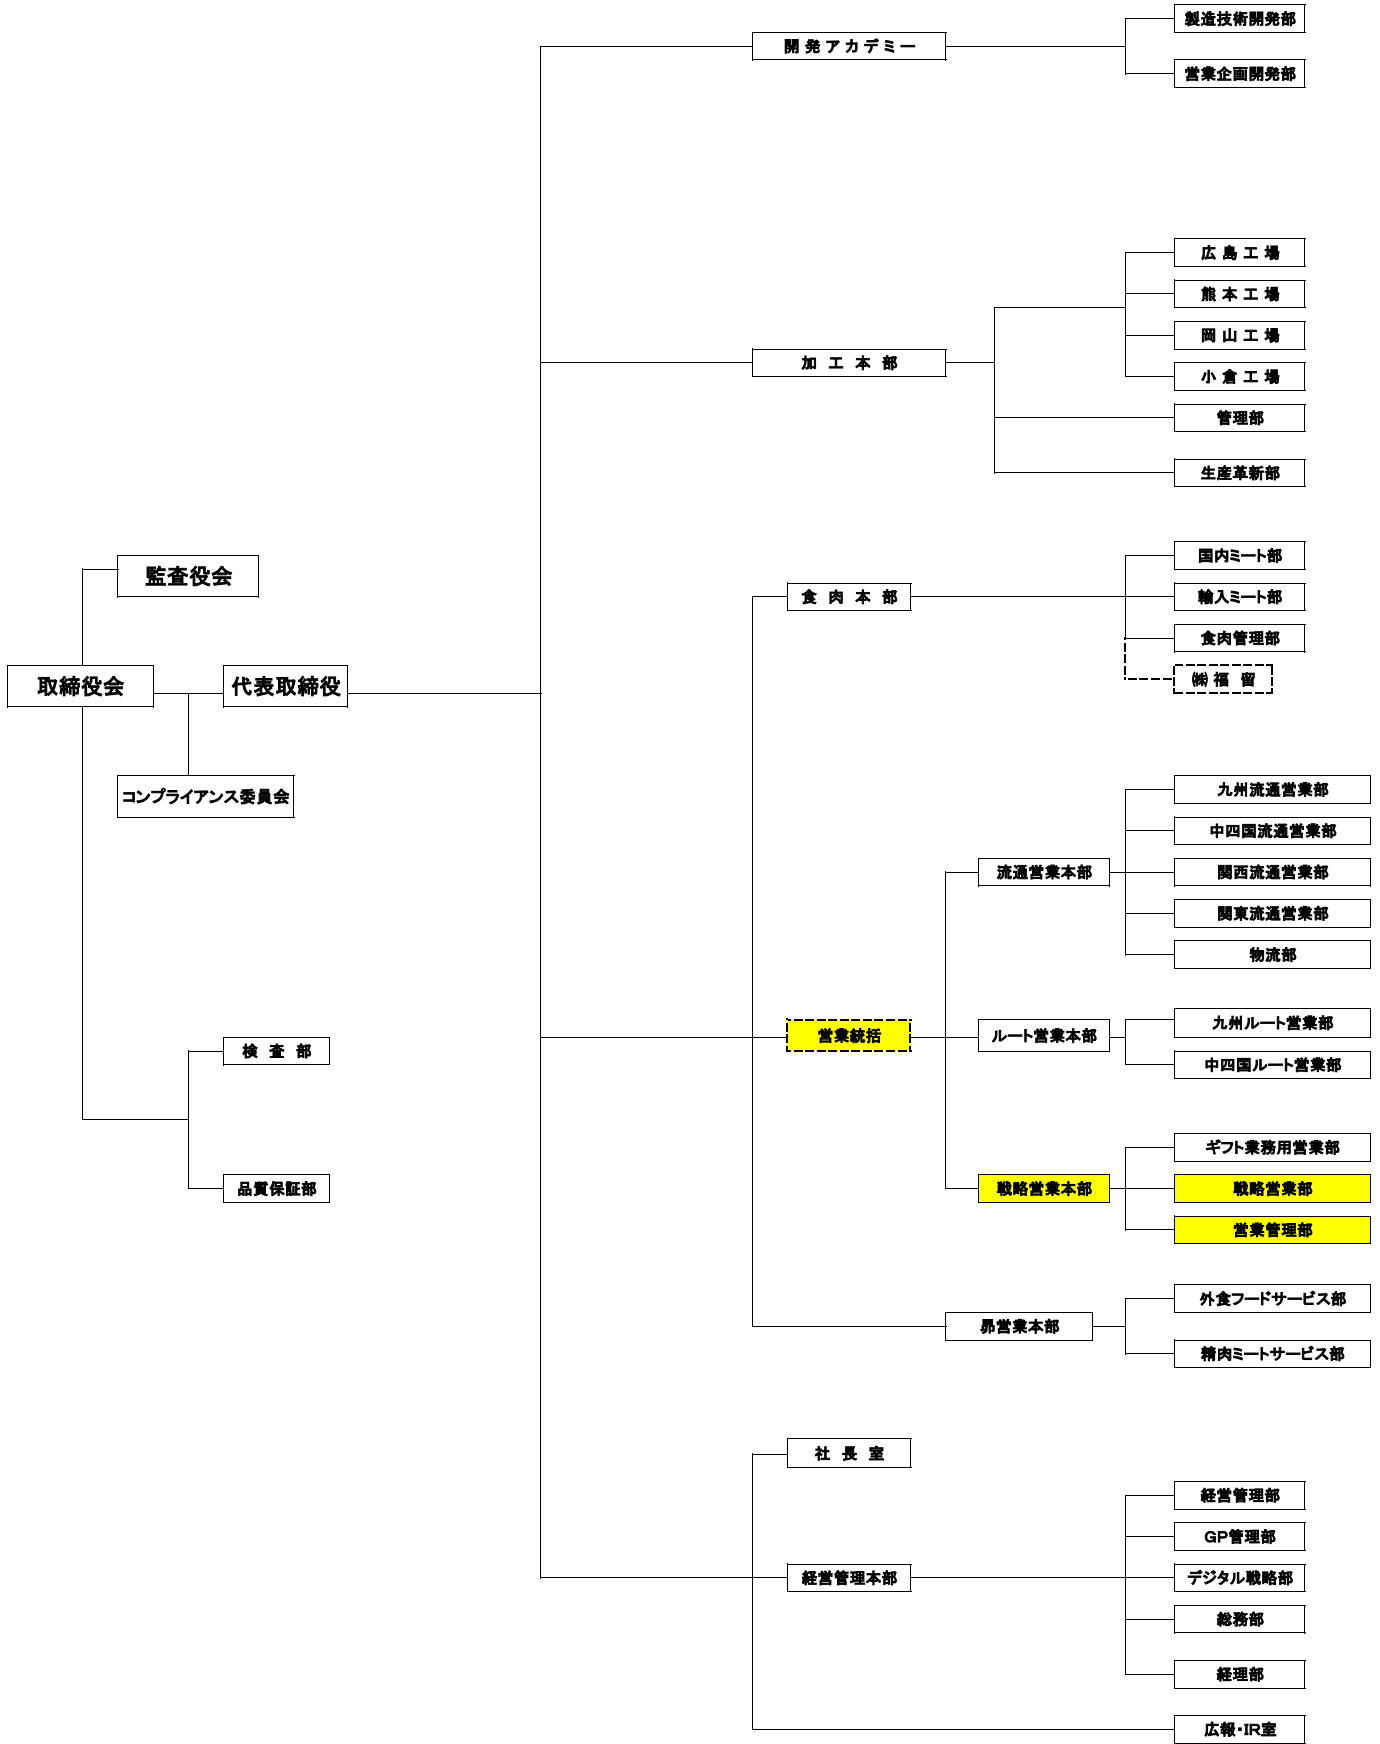 製造技術開発部
開発アカデミー
営業企画開発部
広島工場
熊本工場
岡山工場
加工本部
小倉工場
管理部
生産革新部
国内ミート部
監査役会
食肉本部
輸入ミート部
食肉管理部
取締役会
代表取締役
㈱福留
コンプライアンス委員会
九州流通営業部
中四国流通営業部
流通営業本部
関西流通営業部
関東流通営業部
物流部
営業統括
ルート営業本部
九州ルート営業部
中四国ルート営業部
検査部
ギフト業務用営業部
品質保証部
戦略営業本部
戦略営業部
営業管理部
外食フードサービス部
昴営業本部
精肉ミートサービス部
社長室
経営管理部
GP管理部
経営管理本部
デジタル戦略部
総務部
経理部
広報・IR室